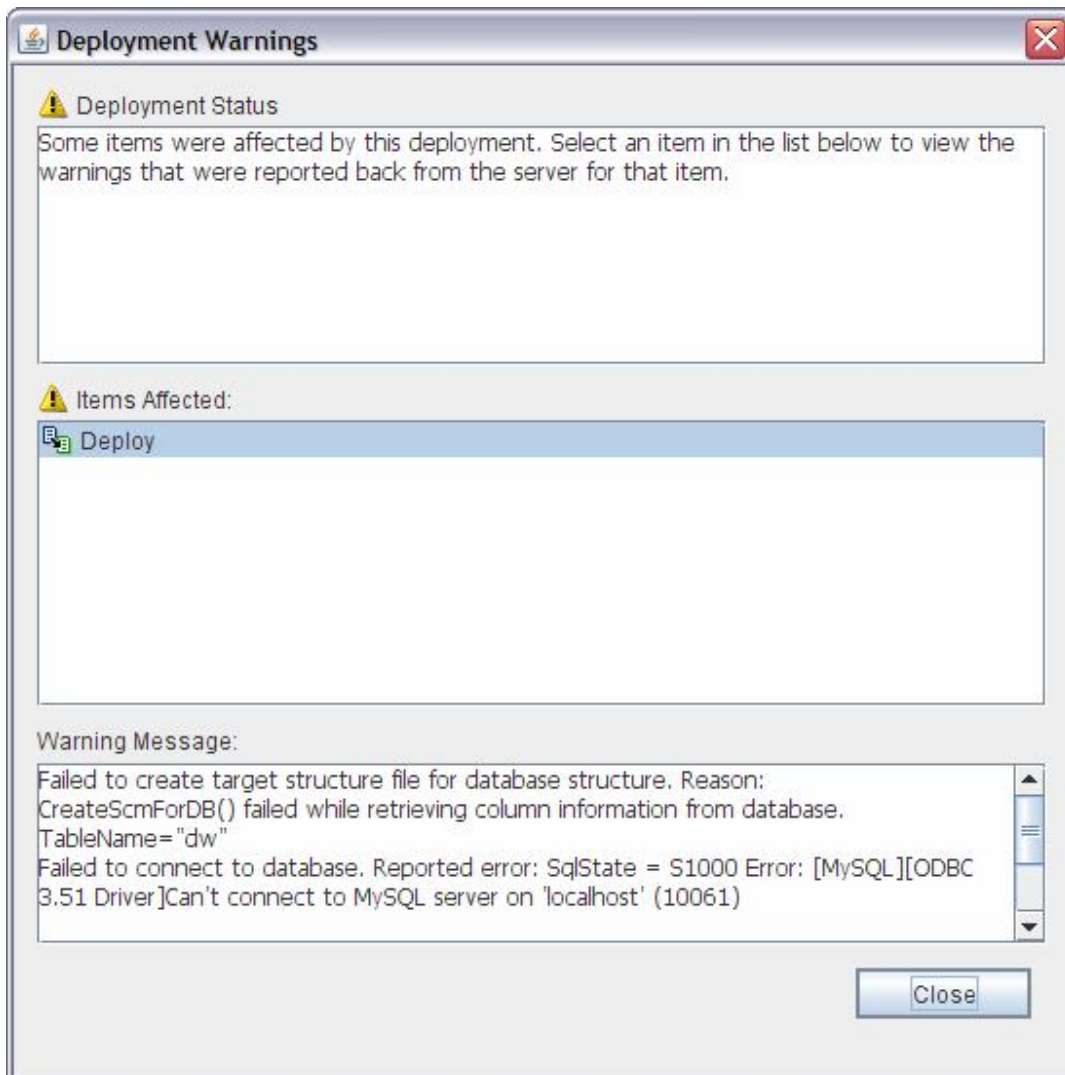 Deployment Warnings
Deployment Status
Some items were affected by this deployment. Select an item in the list below to view the
warnings that were reported back from the server for that item.
Items Affected:
Deploy
Warning Message:
Failed to create target structure file for database structure. Reason:
CreateScmForDB() failed while retrieving column information from database.
TableName="dw"
Failed to connect to database. Reported error: SqlState = S1000 Error: [MySQL][ODBC
3.51 Driver]Can't connect to MySQL server on 'localhost' (10061)
Close